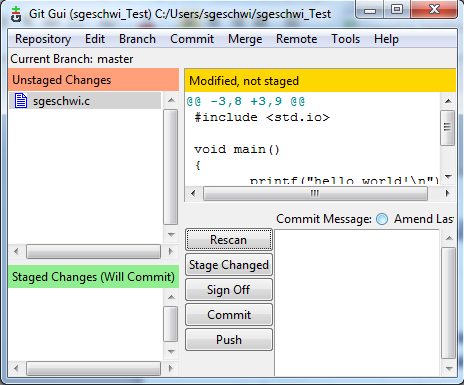 Git Gui (sgeschwi_Test) C:/Users/sgeschwi/sgeschwi_Test
Repository Edit Branch Commit Merge Remote Tools Help
Current Branch: master
Unstaged Changes
sgeschwi.c
Modified, not staged
@@ -3,8 +3,9 @@
#include <std.io>
void main()
{
printf("hello world!\n")
Staged Changes (Will Commit)
Commit Message: Amend Las
Rescan
Stage Changed
Sign Off
Commit
Push